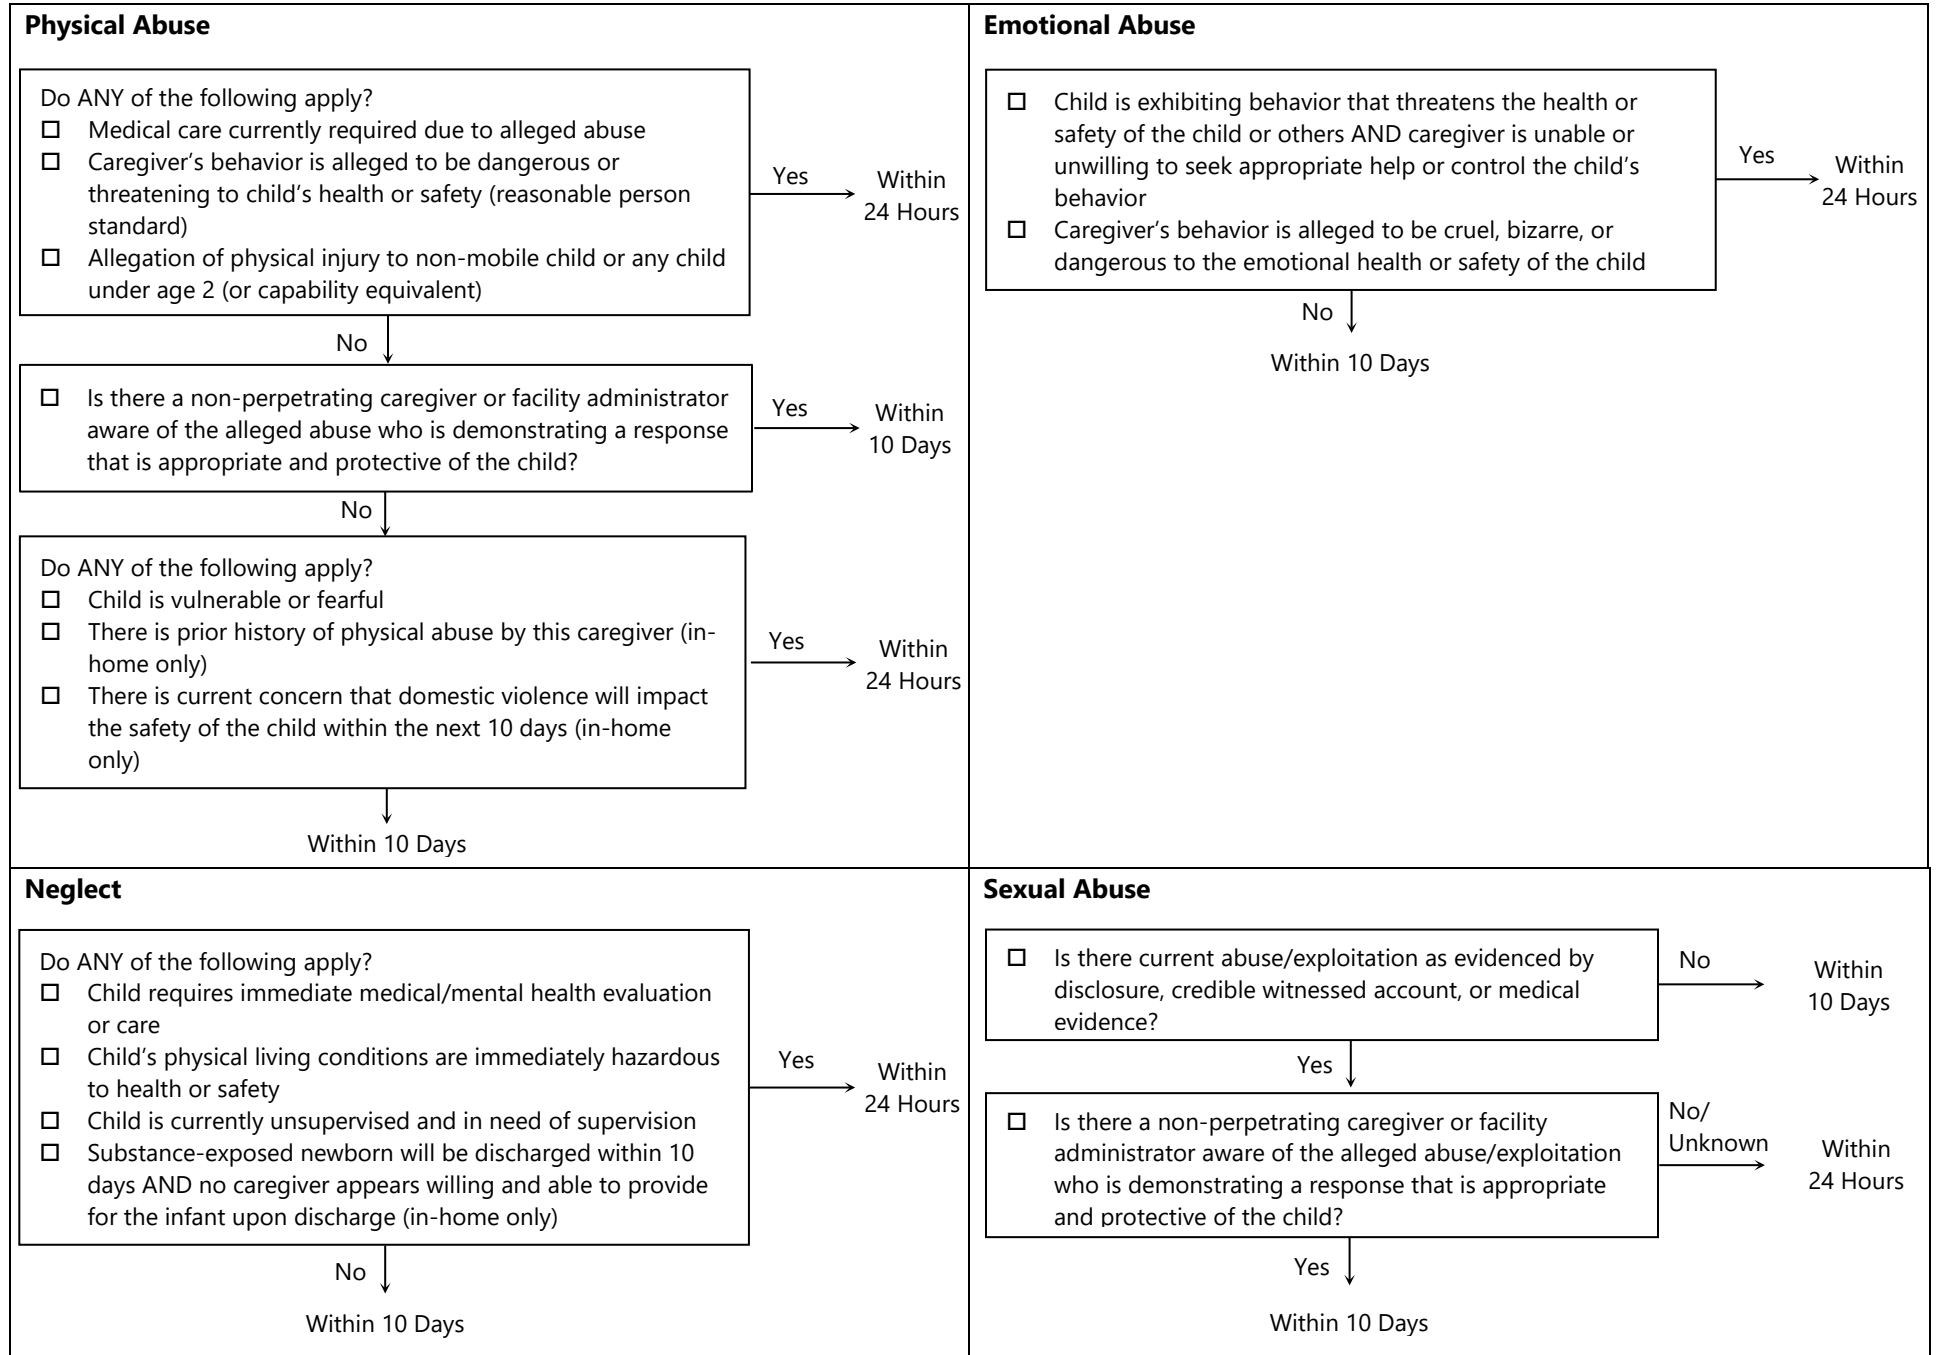 Physical Abuse
Do ANY of the following apply?
☐ Medical care currently required due to alleged abuse
☐ Caregiver's behavior is alleged to be dangerous or
threatening to child's health or safety (reasonable person
standard)
☐ Allegation of physical injury to non-mobile child or any child
under age 2 (or capability equivalent)
Yes
Within
24 Hours
No
☐ Is there a non-perpetrating caregiver or facility administrator
aware of the alleged abuse who is demonstrating a response
that is appropriate and protective of the child?
Yes
Within
10 Days
No
Do ANY of the following apply?
☐ Child is vulnerable or fearful
☐ There is prior history of physical abuse by this caregiver (in-
home only)
☐ There is current concern that domestic violence will impact
the safety of the child within the next 10 days (in-home
only)
Yes
Within
24 Hours
Within 10 Days
Emotional Abuse
☐ Child is exhibiting behavior that threatens the health or
safety of the child or others AND caregiver is unable or
unwilling to seek appropriate help or control the child's
behavior
☐ Caregiver's behavior is alleged to be cruel, bizarre, or
dangerous to the emotional health or safety of the child
Yes
Within
24 Hours
No
Within 10 Days
Neglect
Do ANY of the following apply?
☐ Child requires immediate medical/mental health evaluation
or care
☐ Child's physical living conditions are immediately hazardous
to health or safety
☐ Child is currently unsupervised and in need of supervision
☐ Substance-exposed newborn will be discharged within 10
days AND no caregiver appears willing and able to provide
for the infant upon discharge (in-home only)
Yes
Within
24 Hours
No
Within 10 Days
Sexual Abuse
☐ Is there current abuse/exploitation as evidenced by
disclosure, credible witnessed account, or medical
evidence?
No
Within
10 Days
Yes
☐ Is there a non-perpetrating caregiver or facility
administrator aware of the alleged abuse/exploitation
who is demonstrating a response that is appropriate
and protective of the child?
No/
Unknown
Within
24 Hours
Yes
Within 10 Days